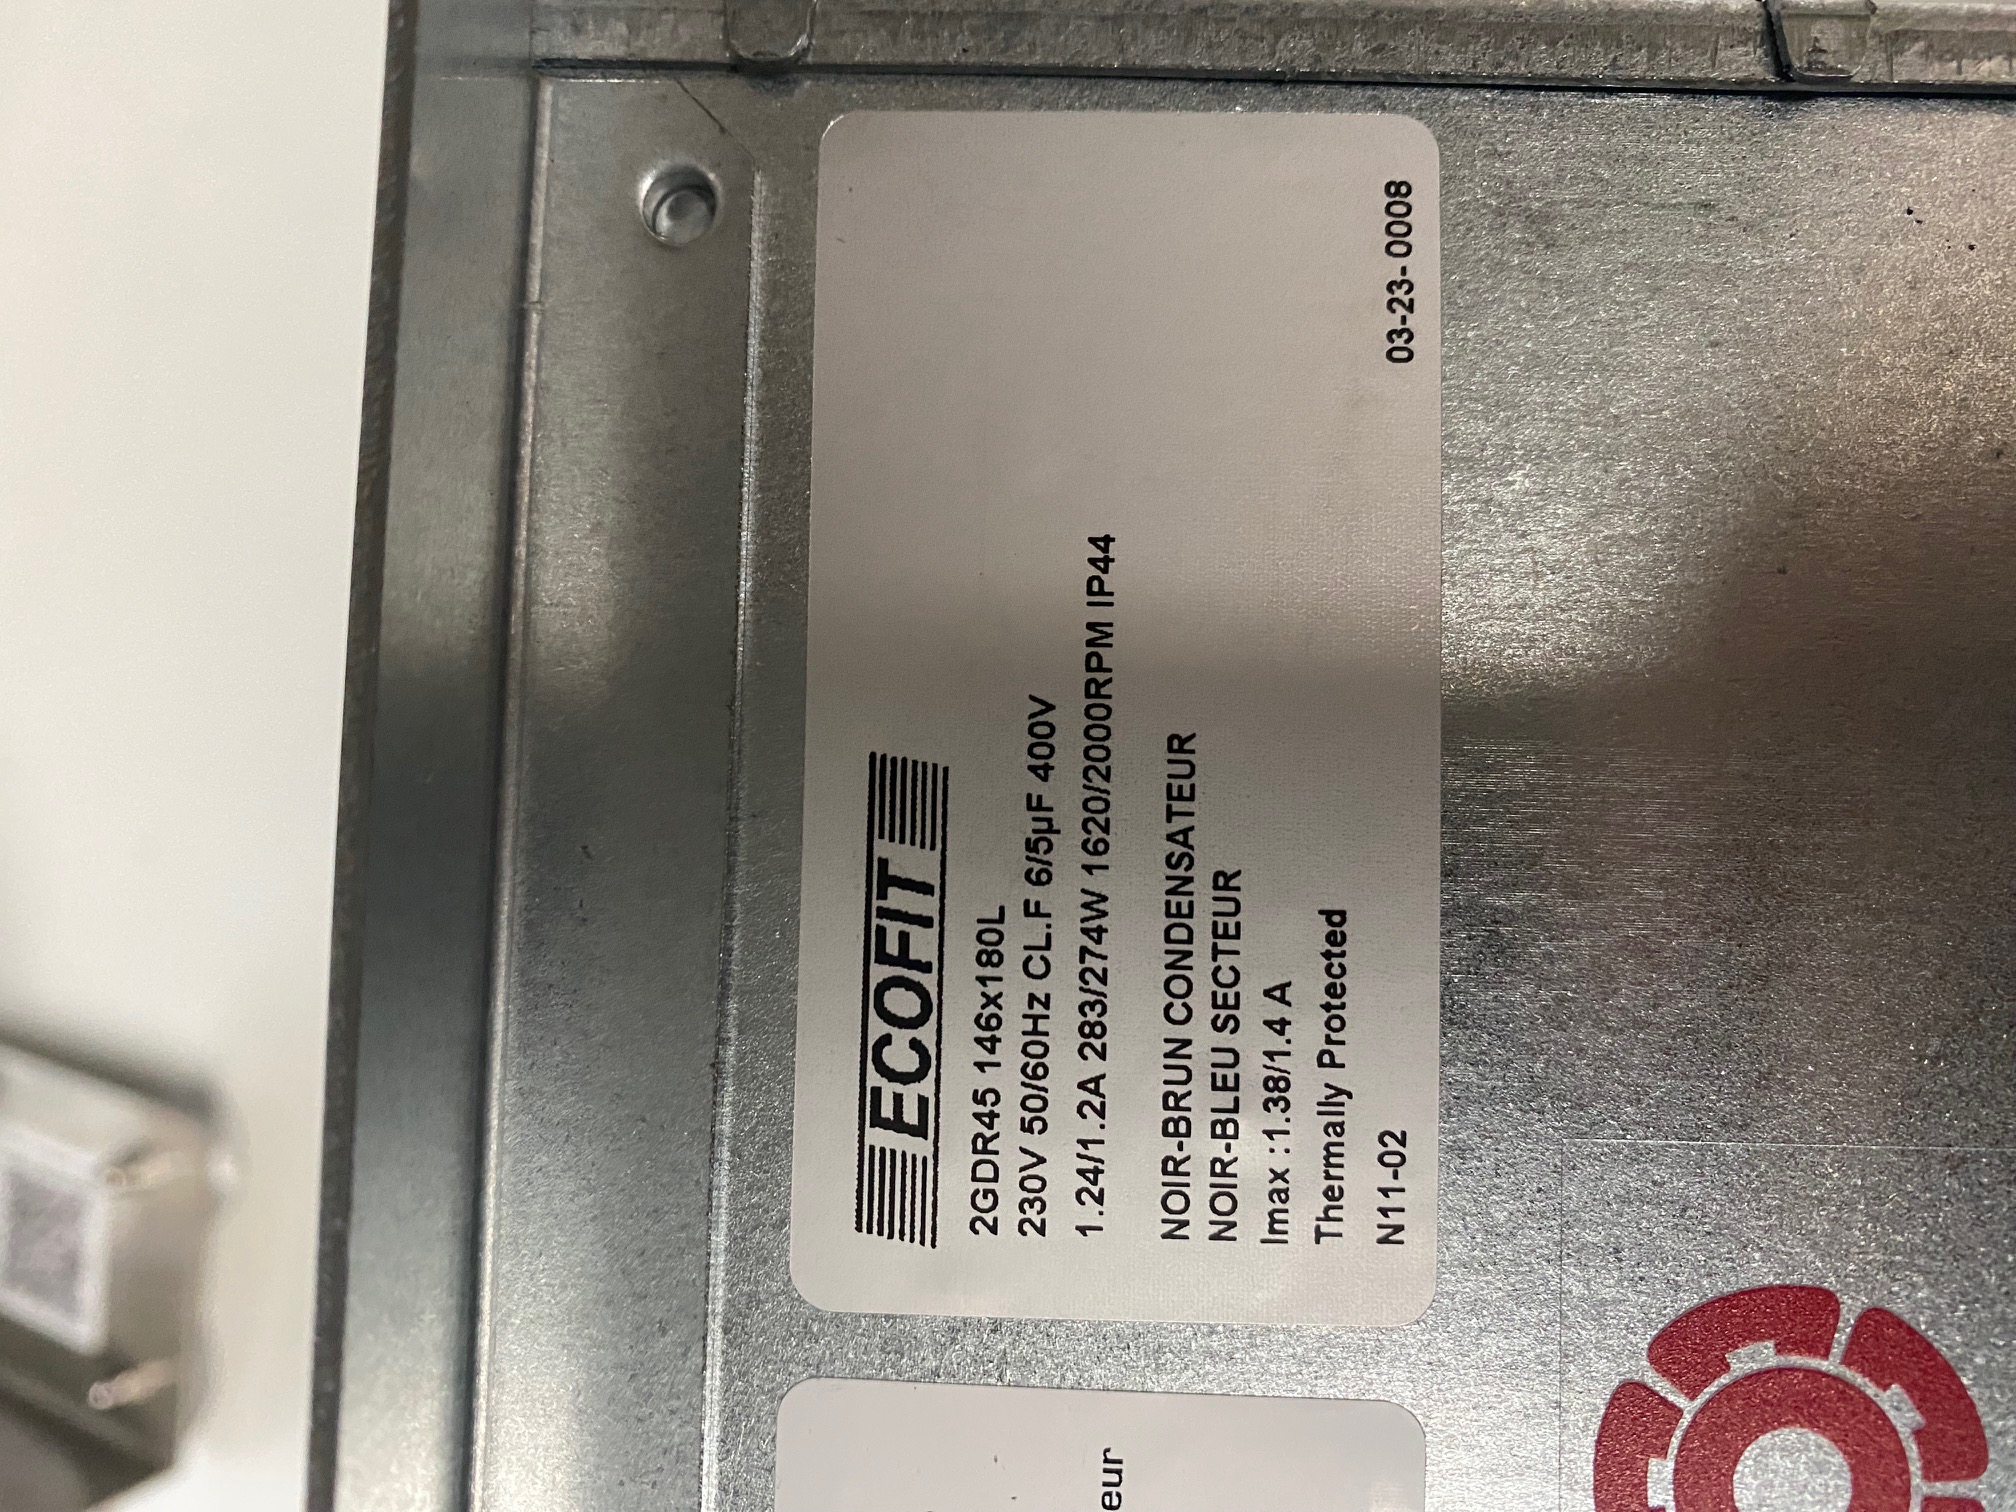 ECOFIT
2GDR45 146x180L
230V 50/60Hz CL.F 6/5µF 400V
1.24/1.2A 283/274W 1620/2000RPM IP44
NOIR-BRUN CONDENSATEUR
NOIR-BLEU SECTEUR
Imax :1.38/1.4 A
Thermally Protected
N11-02 03-23-0008
eur